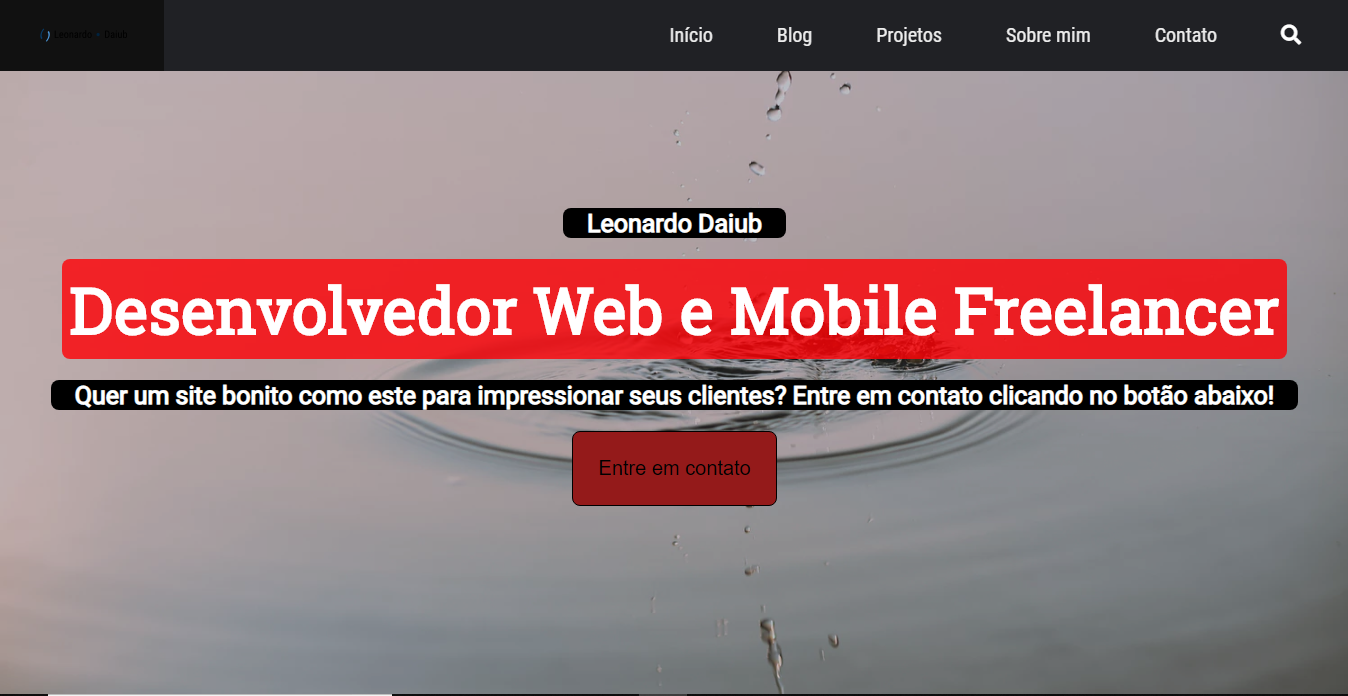 Leonardo Daiub
Início Blog Projetos Sobre mim Contato
Leonardo Daiub
Desenvolvedor Web e Mobile Freelancer
Quer um site bonito como este para impressionar seus clientes? Entre em contato clicando no botão abaixo!
Entre em contato